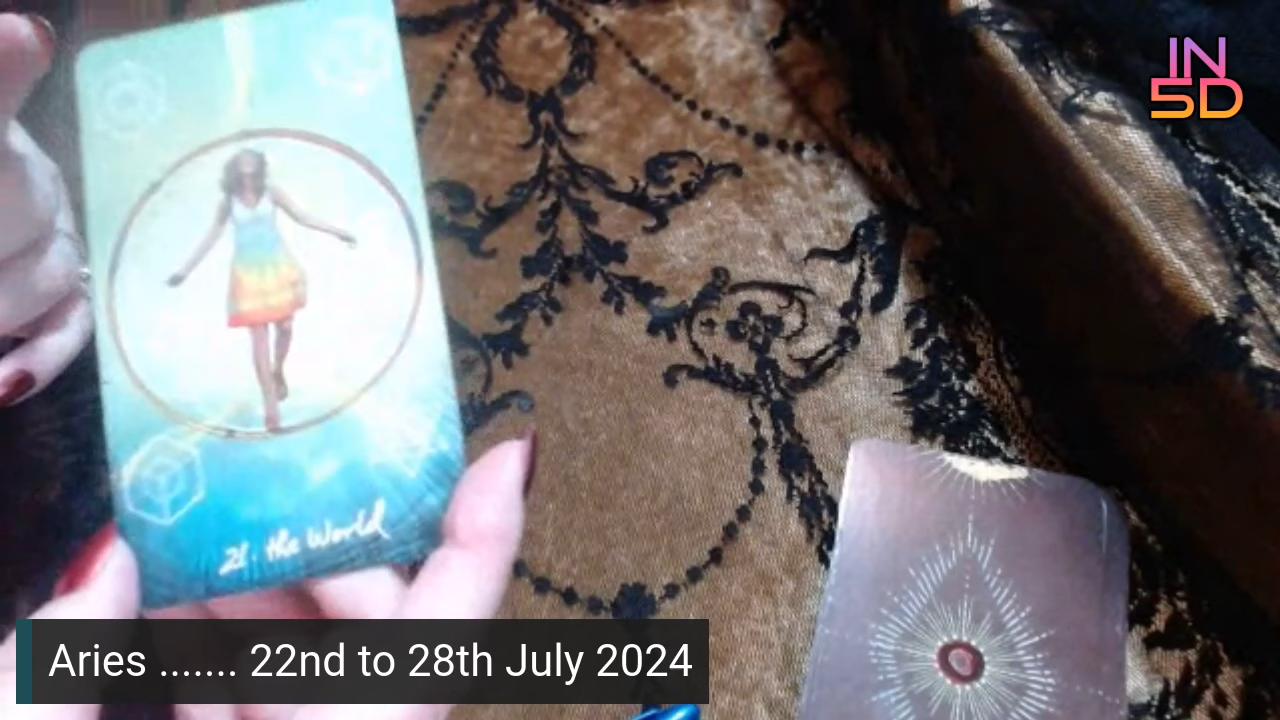 IN
5D
21. the World
Aries ....... 22nd to 28th July 2024